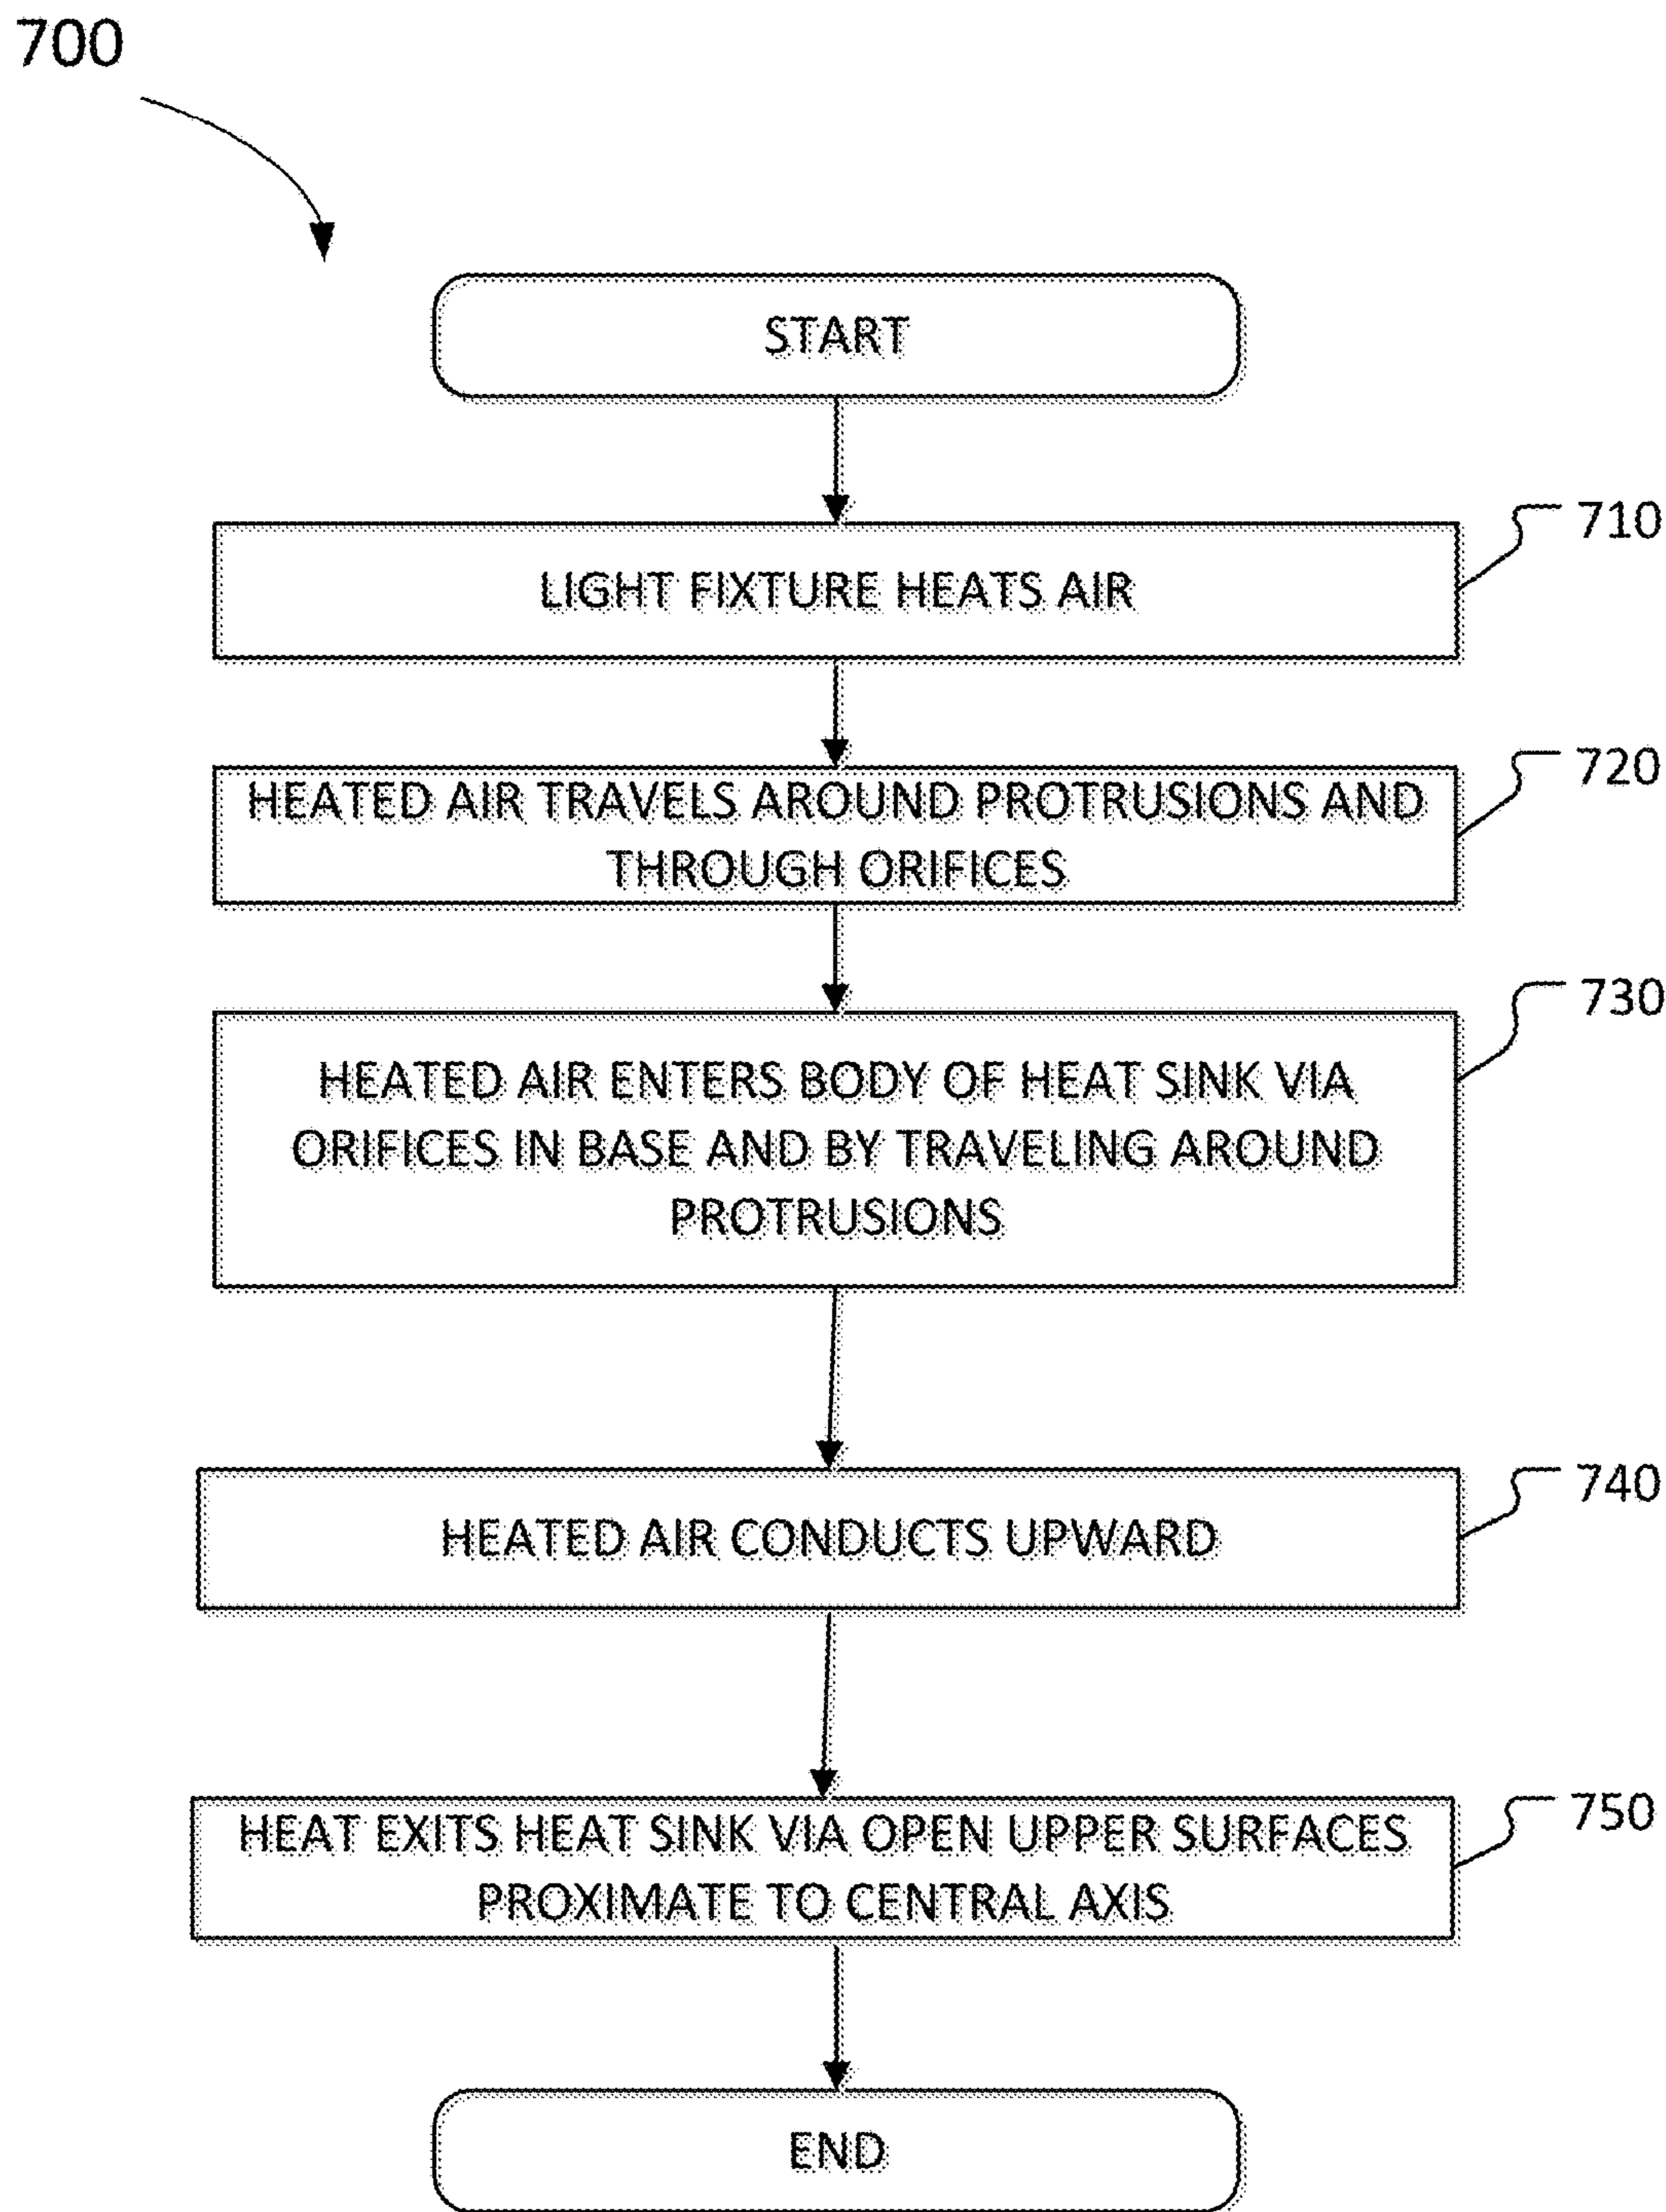 700
START
710
LIGHT FIXTURE HEATS AIR
720
HEATED AIR TRAVELS AROUND PROTRUSIONS AND
THROUGH ORIFICES
730
HEATED AIR ENTERS BODY OF HEAT SINK VIA
ORIFICES IN BASE AND BY TRAVELING AROUND
PROTRUSIONS
740
HEATED AIR CONDUCTS UPWARD
750
HEAT EXITS HEAT SINK VIA OPEN UPPER SURFACES
PROXIMATE TO CENTRAL AXIS
END